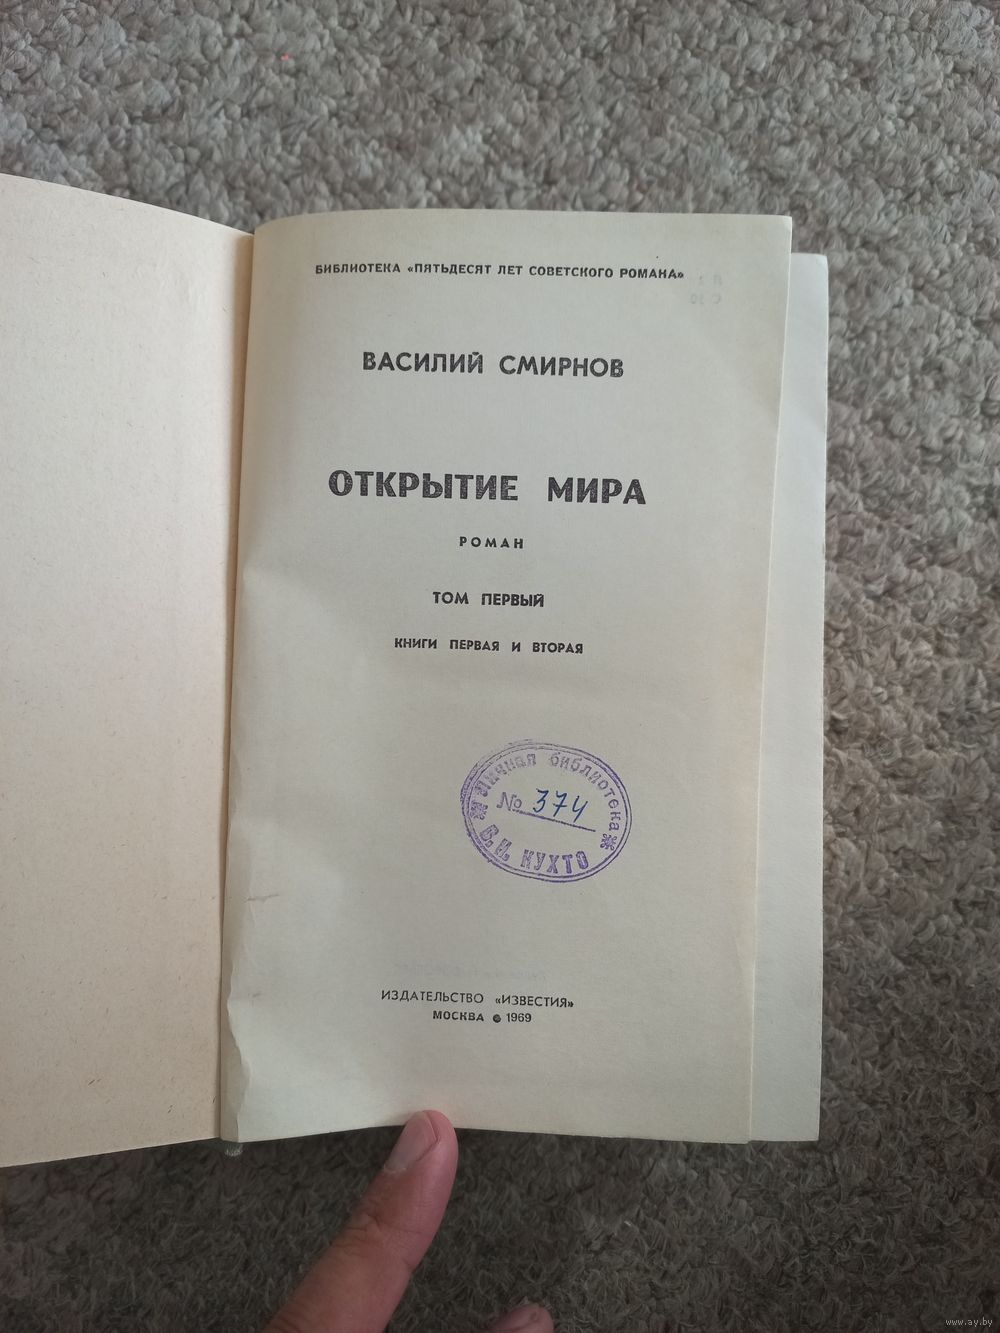 БИБЛИОТЕКА «ПЯТЬДЕСЯТ ЛЕТ СОВЕТСКОГО РОМАНА»
ВАСИЛИЙ СМИРНОВ
ОТКРЫТИЕ МИРА
РОМАН
ТОМ ПЕРВЫЙ
КНИГИ ПЕРВАЯ И ВТОРАЯ
Личная библиотека
№ 374
В.И. КУХТО
ИЗДАТЕЛЬСТВО «ИЗВЕСТИЯ»
МОСКВА ● 1969
www.ay.by